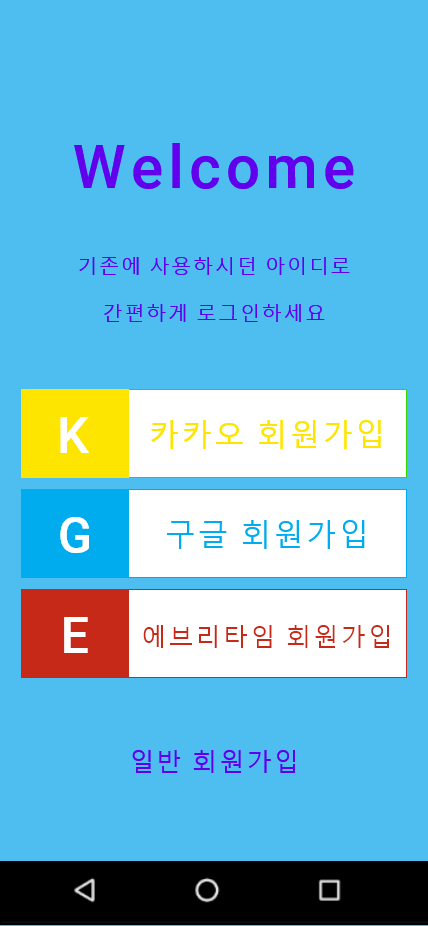 Welcome
기존에 사용하시던 아이디로
간편하게 로그인하세요
K 카카오 회원가입
G 구글 회원가입
E 에브리타임 회원가입
일반 회원가입